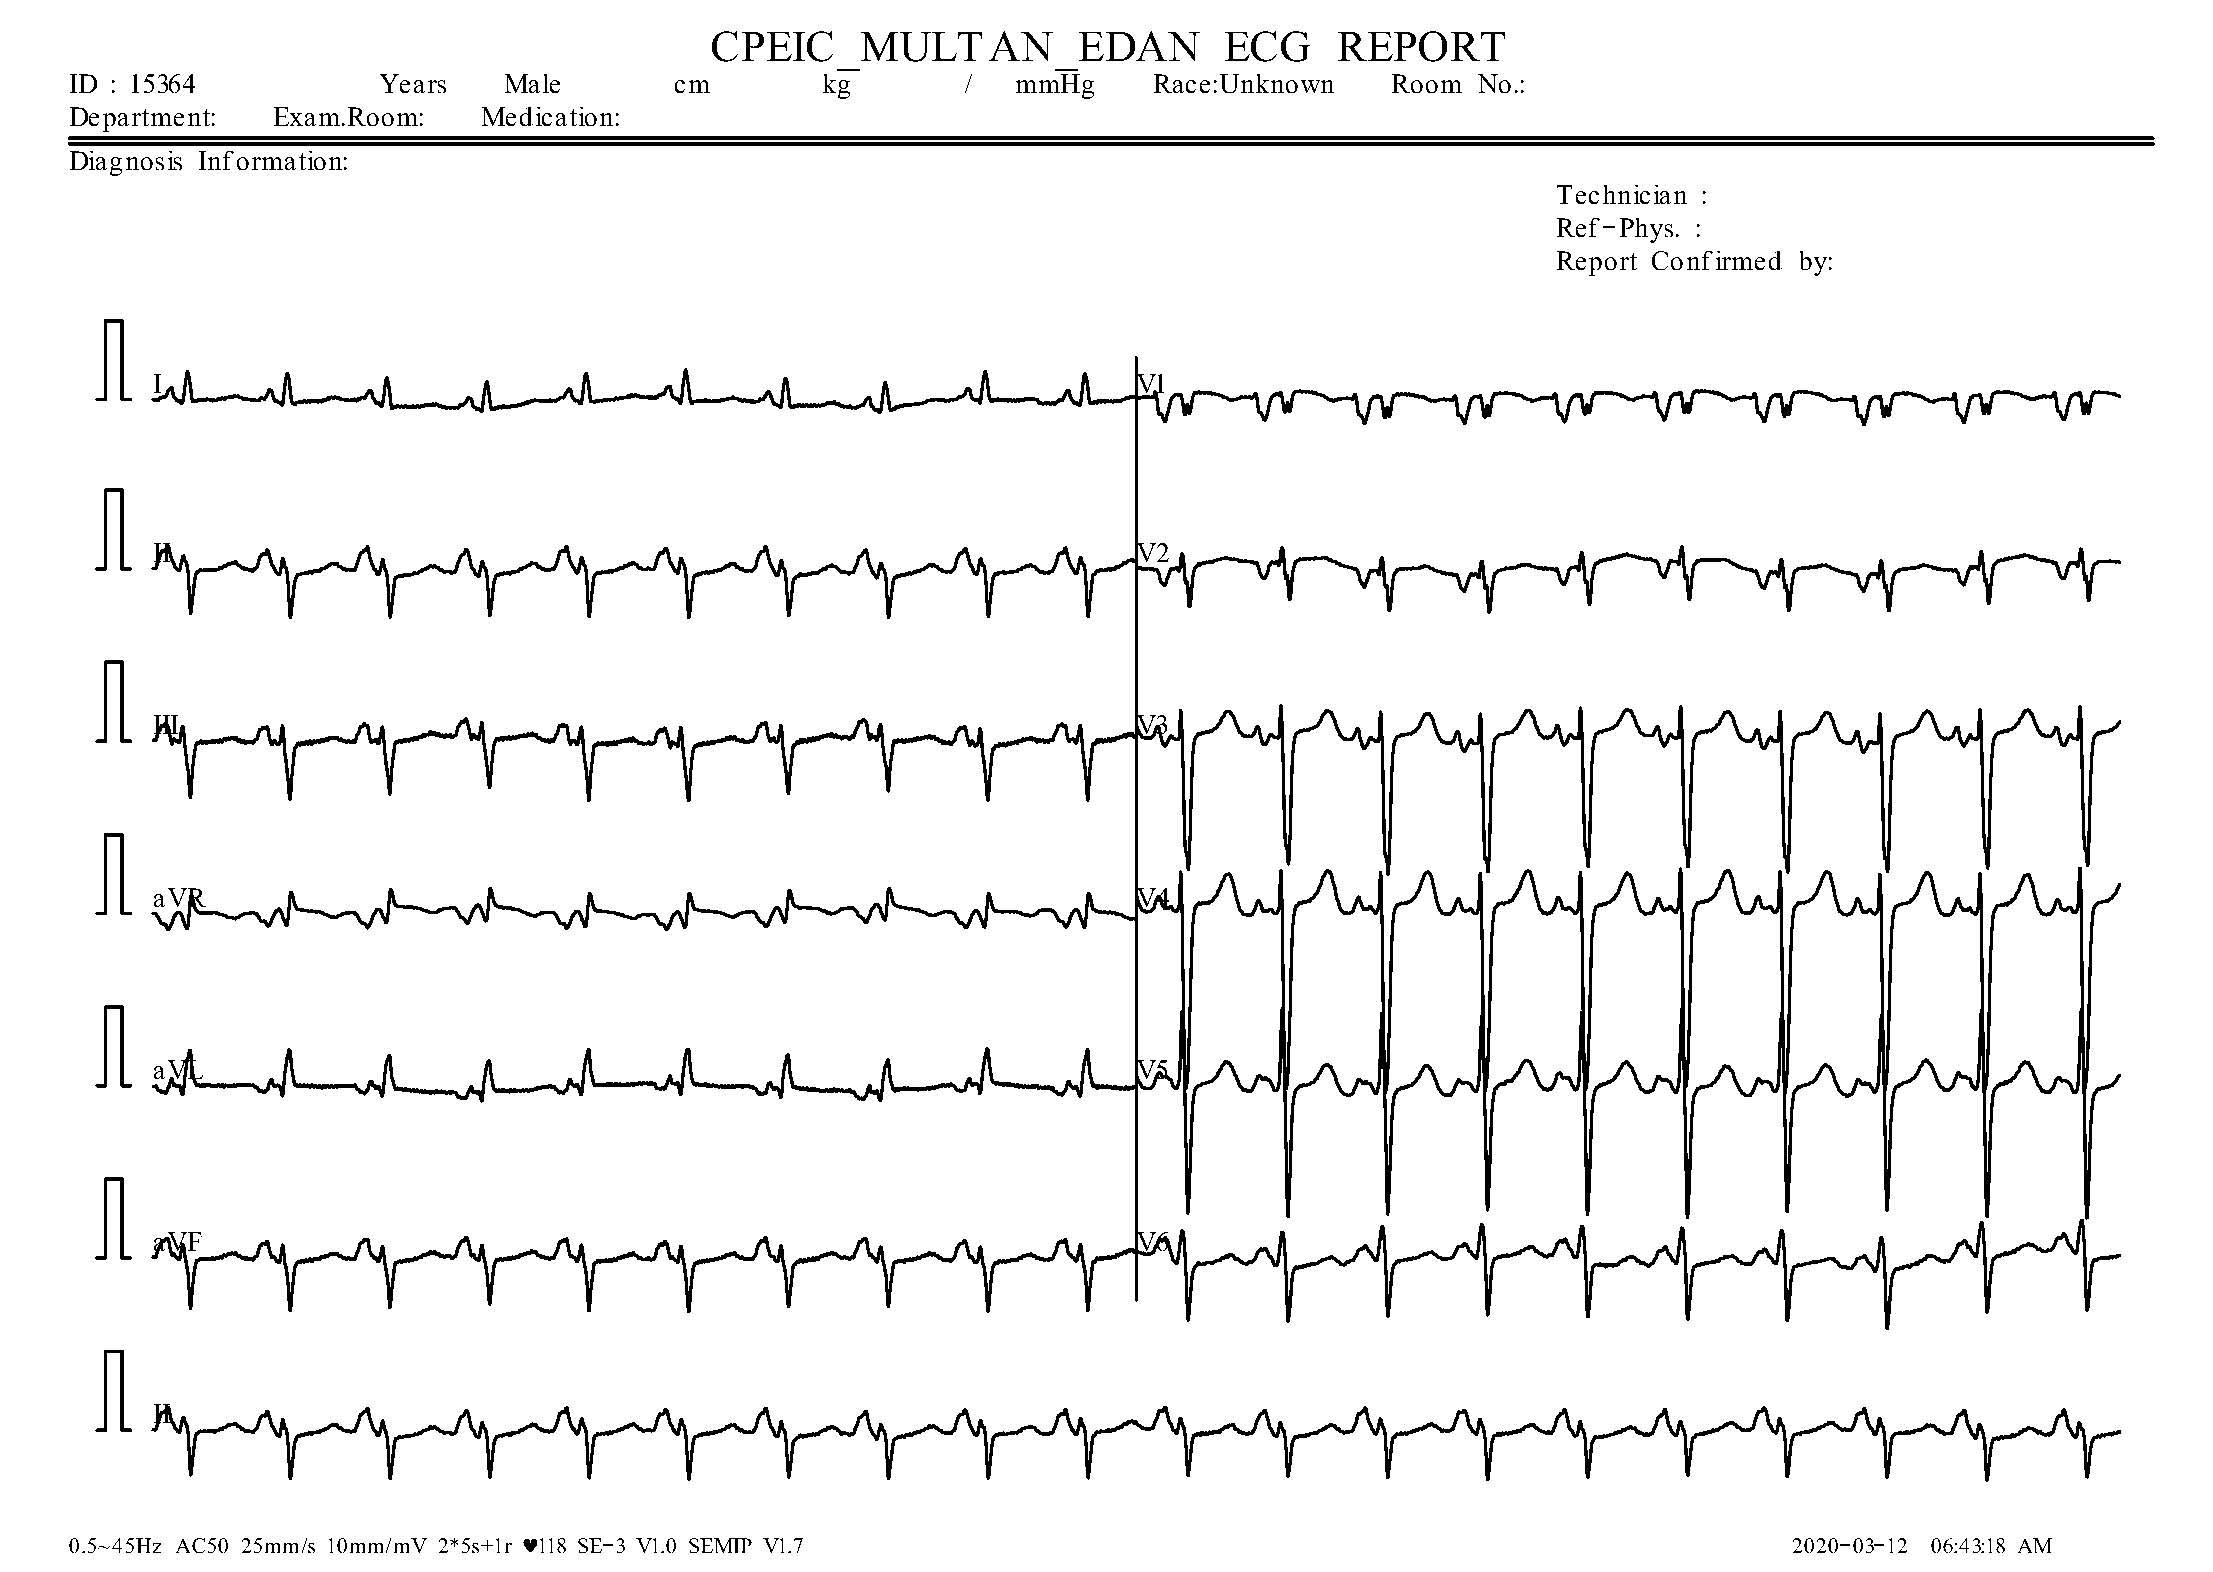 CPEIC_MULTAN_EDAN ECG REPORT
ID : 15364 Years Male cm kg / mmHg Race:Unknown Room No.:
Department: Exam.Room: Medication:
Diagnosis Information:
Technician :
Ref-Phys. :
Report Confirmed by:
I V1
II V2
III V3
aVR V4
aVL V5
aVF V6
II
0.5~45Hz AC50 25mm/s 10mm/mV 2*5s+1r ♥118 SE-3 V1.0 SEMIP V1.7 2020-03-12 06:43:18 AM